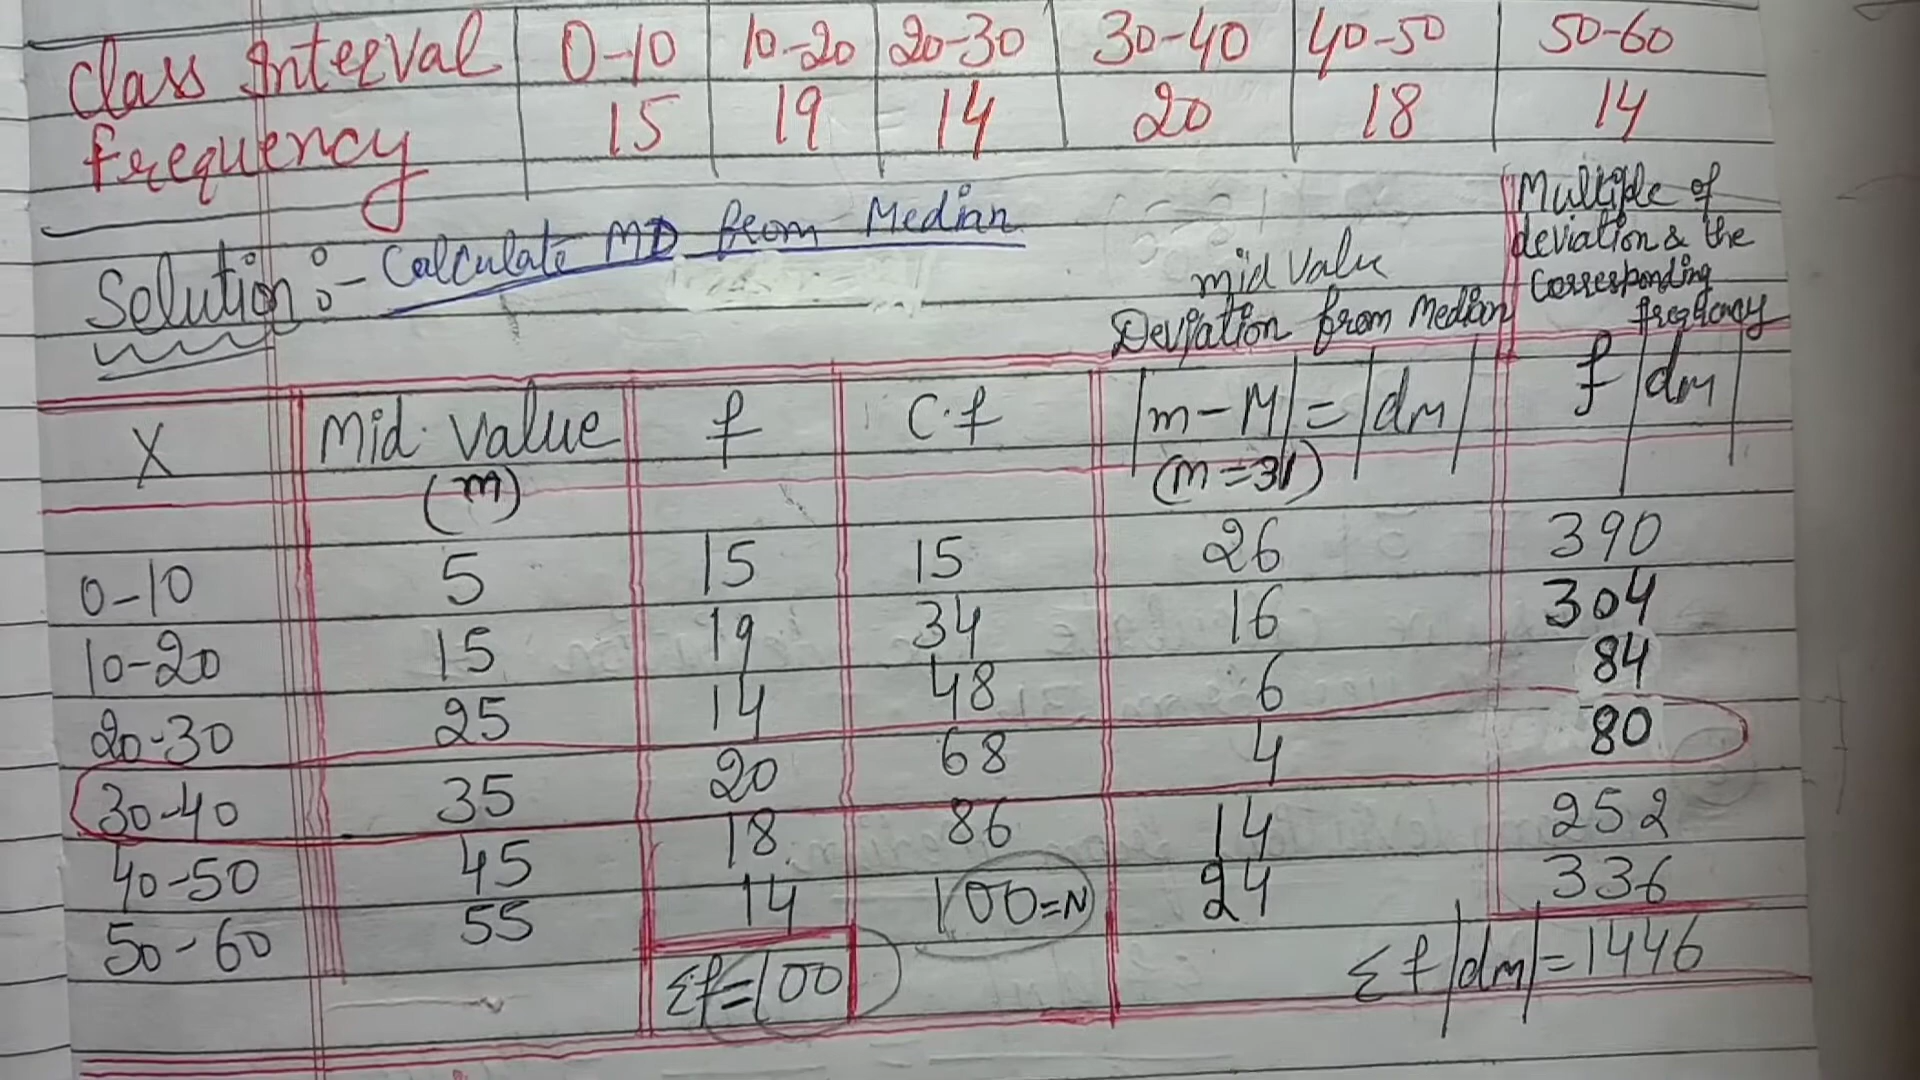 Class Interval 0-10 10-20 20-30 30-40 40-50 50-60
frequency 15 19 14 20 18 14
Solution:- Calculate MD from Median
mid value
Deviation from Median
Multiple of
deviation & the
Corresponding
frequency
X Mid. Value f C.f |m-M|=|dM| f|dM|
(m) (M=31)
0-10 5 15 15 26 390
10-20 15 19 34 16 304
20-30 25 14 48 6 84
30-40 35 20 68 4 80
40-50 45 18 86 14 252
50-60 55 14 100=N 24 336
Σf=100 Σf|dM|=1446